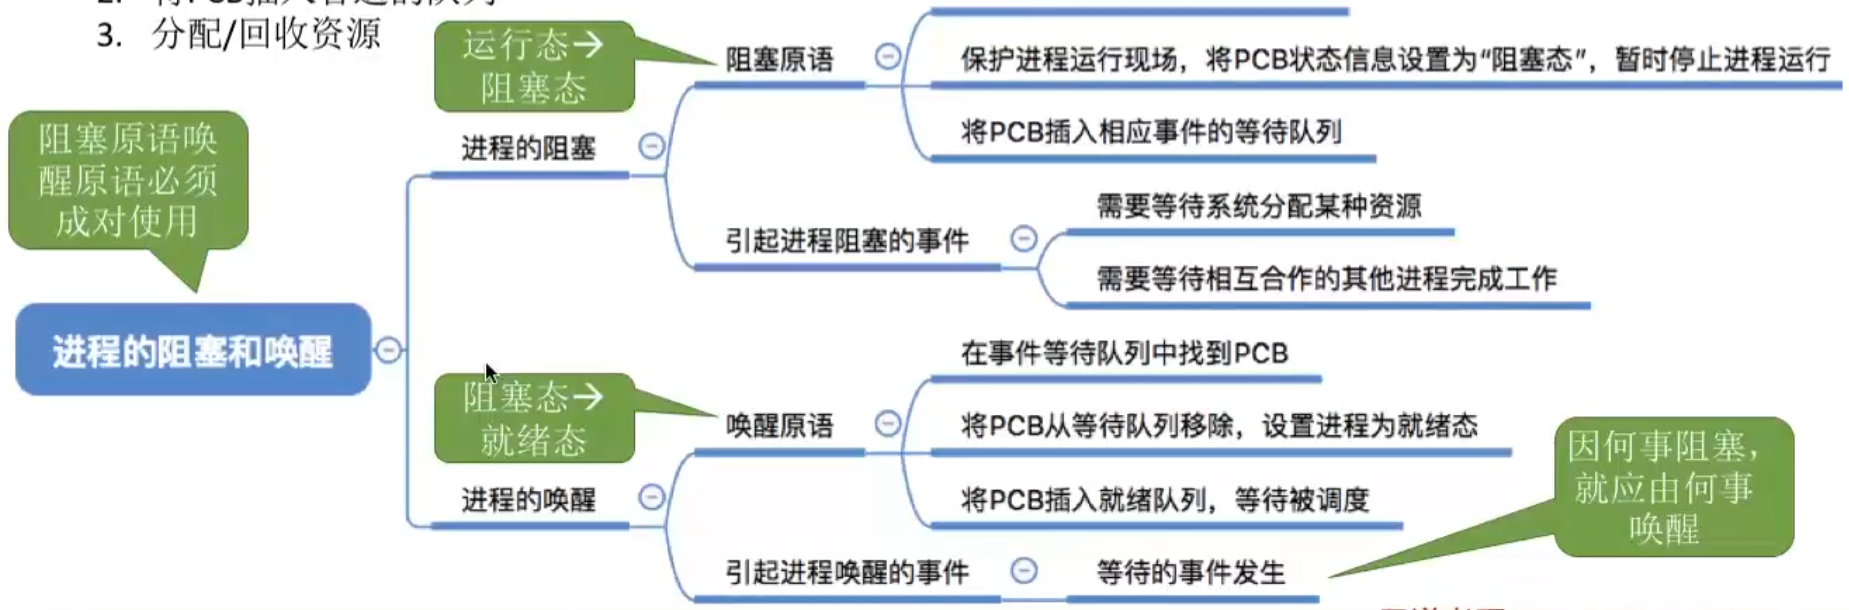 3. 分配/回收资源
运行态→
阻塞态
阻塞原语
保护进程运行现场，将PCB状态信息设置为“阻塞态”，暂时停止进程运行
将PCB插入相应事件的等待队列
阻塞原语唤
醒原语必须
成对使用
进程的阻塞
引起进程阻塞的事件
需要等待系统分配某种资源
需要等待相互合作的其他进程完成工作
进程的阻塞和唤醒
阻塞态→
就绪态
唤醒原语
在事件等待队列中找到PCB
将PCB从等待队列移除，设置进程为就绪态
将PCB插入就绪队列，等待被调度
进程的唤醒
引起进程唤醒的事件
等待的事件发生
因何事阻塞，
就应由何事
唤醒